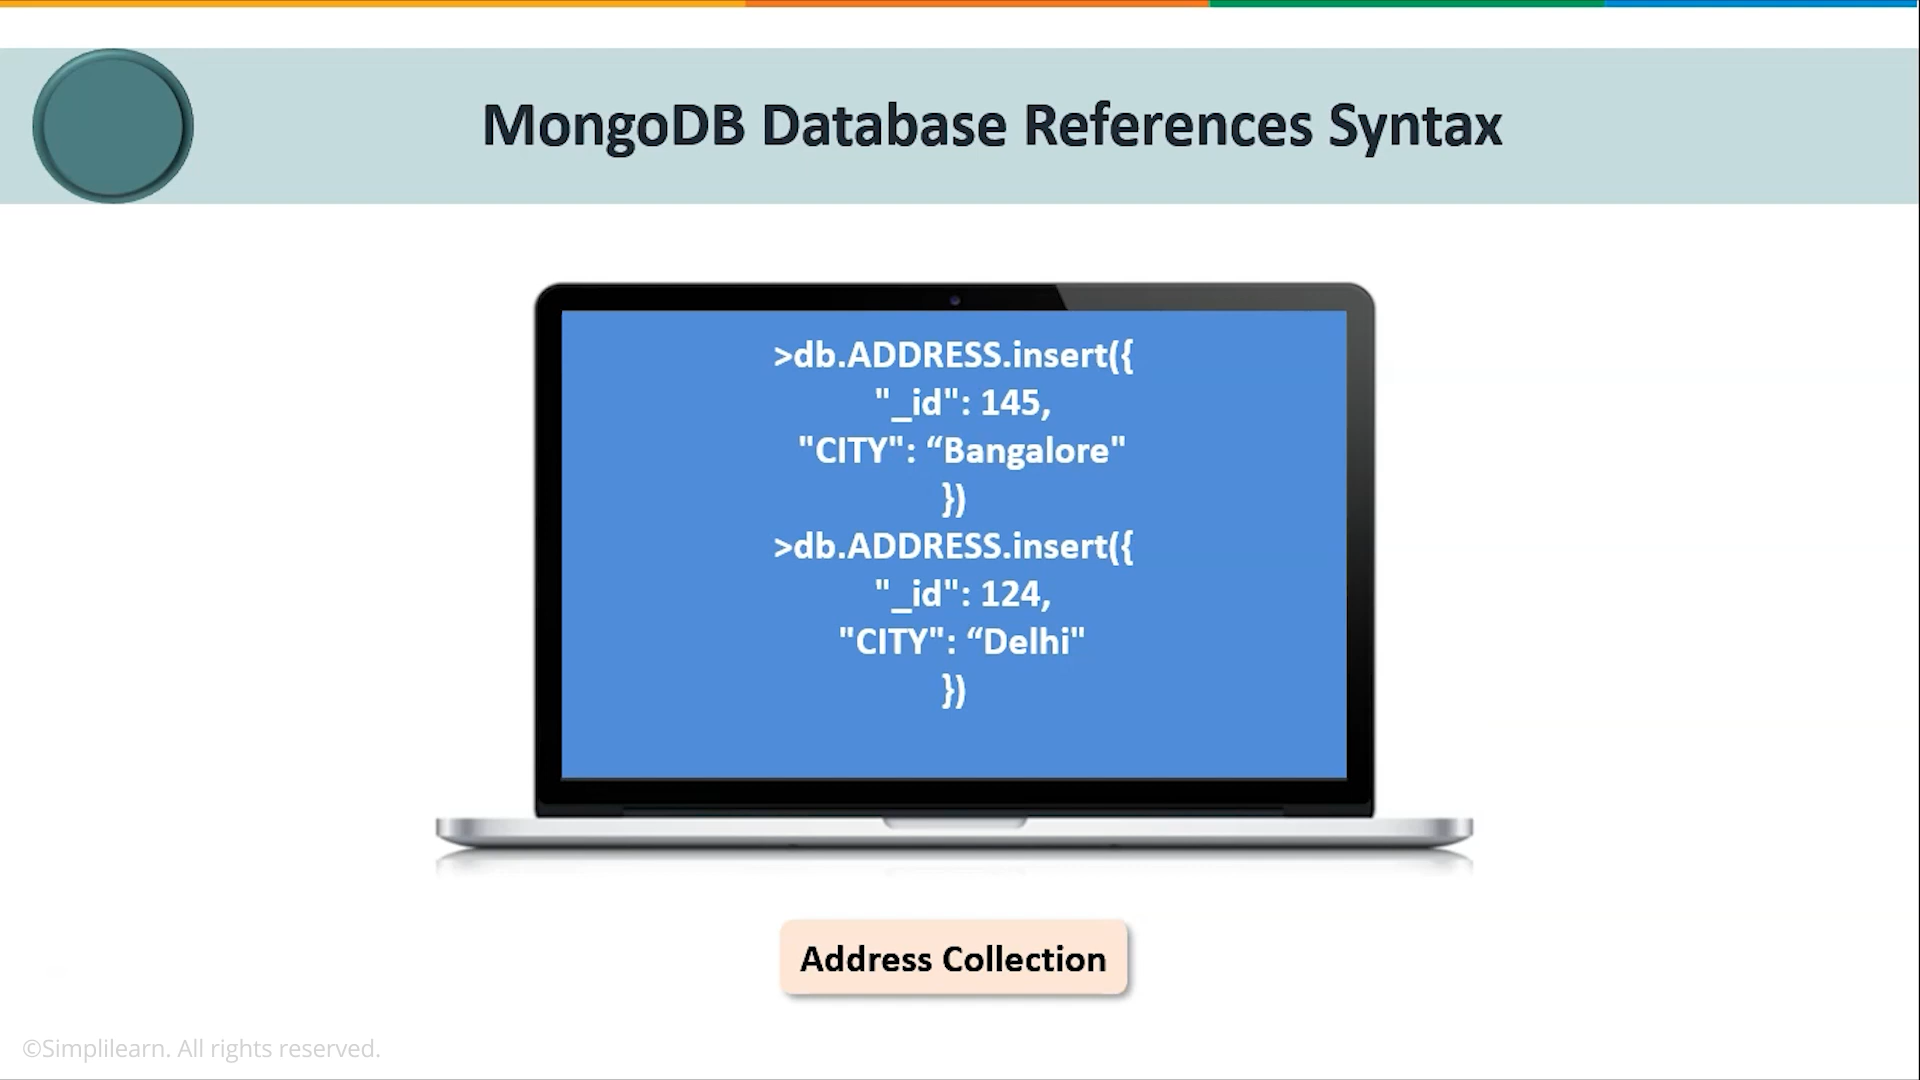 MongoDB Database References Syntax
>db.ADDRESS.insert({
"_id": 145,
"CITY": “Bangalore"
})
>db.ADDRESS.insert({
"_id": 124,
"CITY": “Delhi"
})
Address Collection
©Simplilearn. All rights reserved.